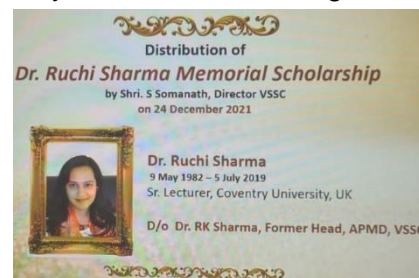 Distribution of
Dr. Ruchi Sharma Memorial Scholarship
by Shri. S Somanath, Director VSSC
on 24 December 2021
Dr. Ruchi Sharma
9 May 1982 – 5 July 2019
Sr. Lecturer, Coventry University, UK
D/o Dr. RK Sharma, Former Head, APMD, VSSC